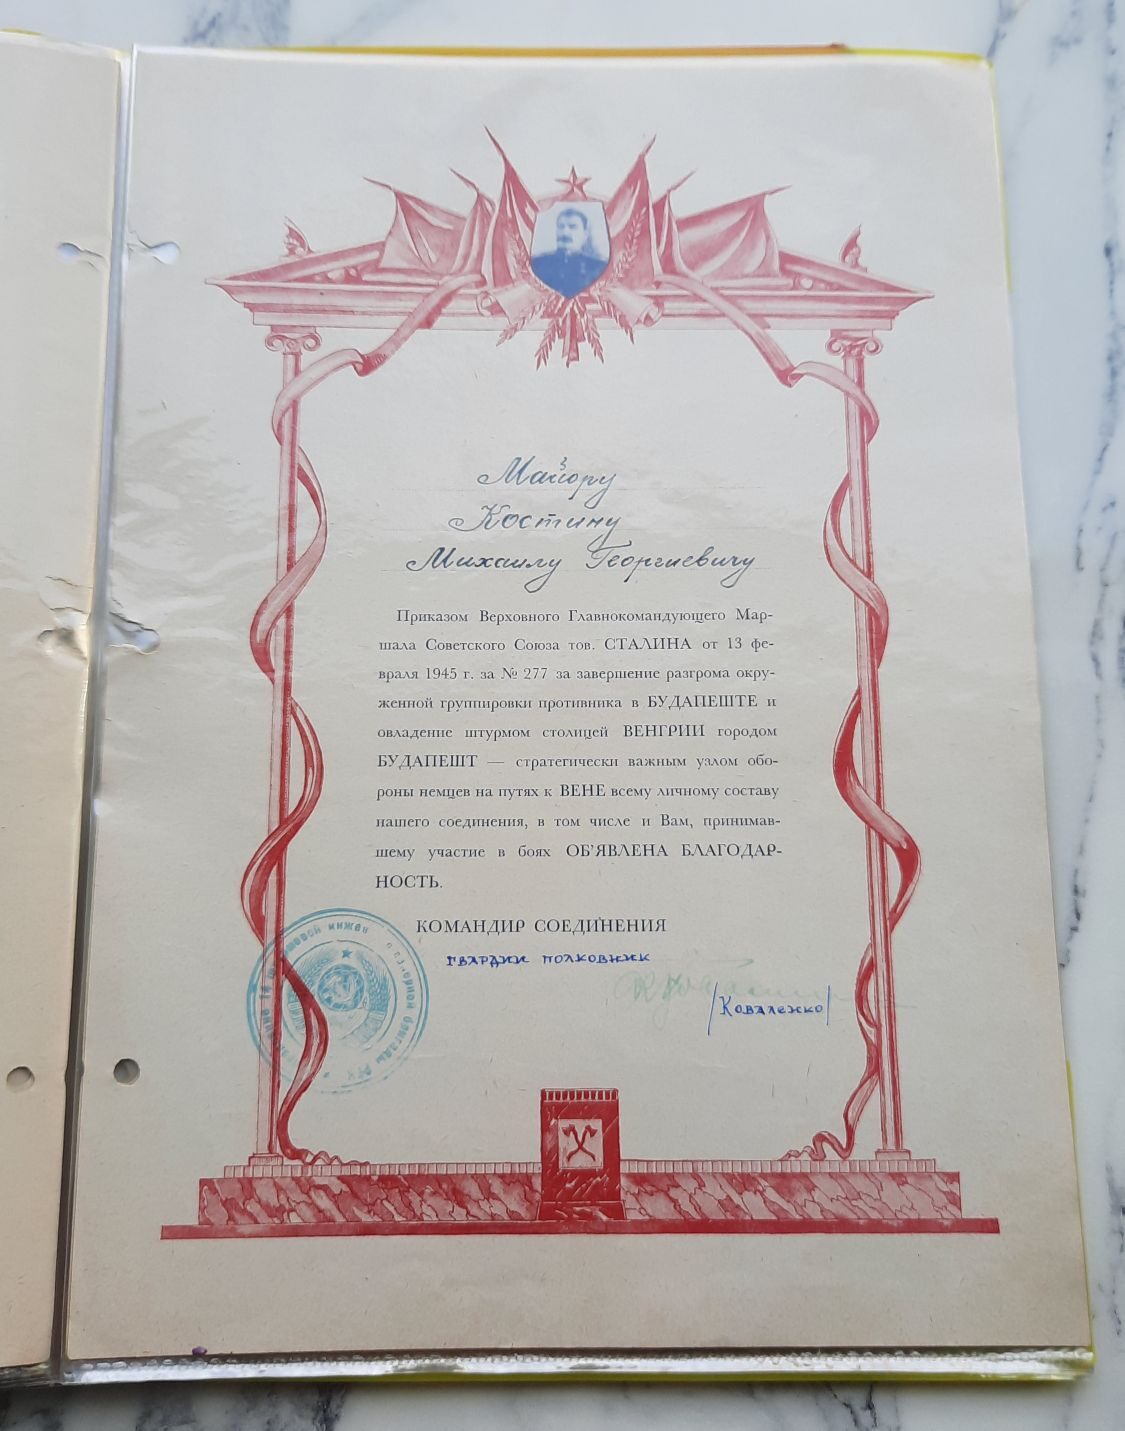 Майору
Костину
Михаилу Георгиевичу
Приказом Верховного Главнокомандующего Мар-
шала Советского Союза тов. СТАЛИНА от 13 фе-
враля 1945 г. за № 277 за завершение разгрома окру-
женной группировки противника в БУДАПЕШТЕ и
овладение штурмом столицей ВЕНГРИИ городом
БУДАПЕШТ — стратегически важным узлом обо-
роны немцев на путях к ВЕНЕ всему личному составу
нашего соединения, в том числе и Вам, принимав-
шему участие в боях ОБ'ЯВЛЕНА БЛАГОДАР-
НОСТЬ.
КОМАНДИР СОЕДИНЕНИЯ
гвардии полковник
/Коваленко/
14 инжен бригады